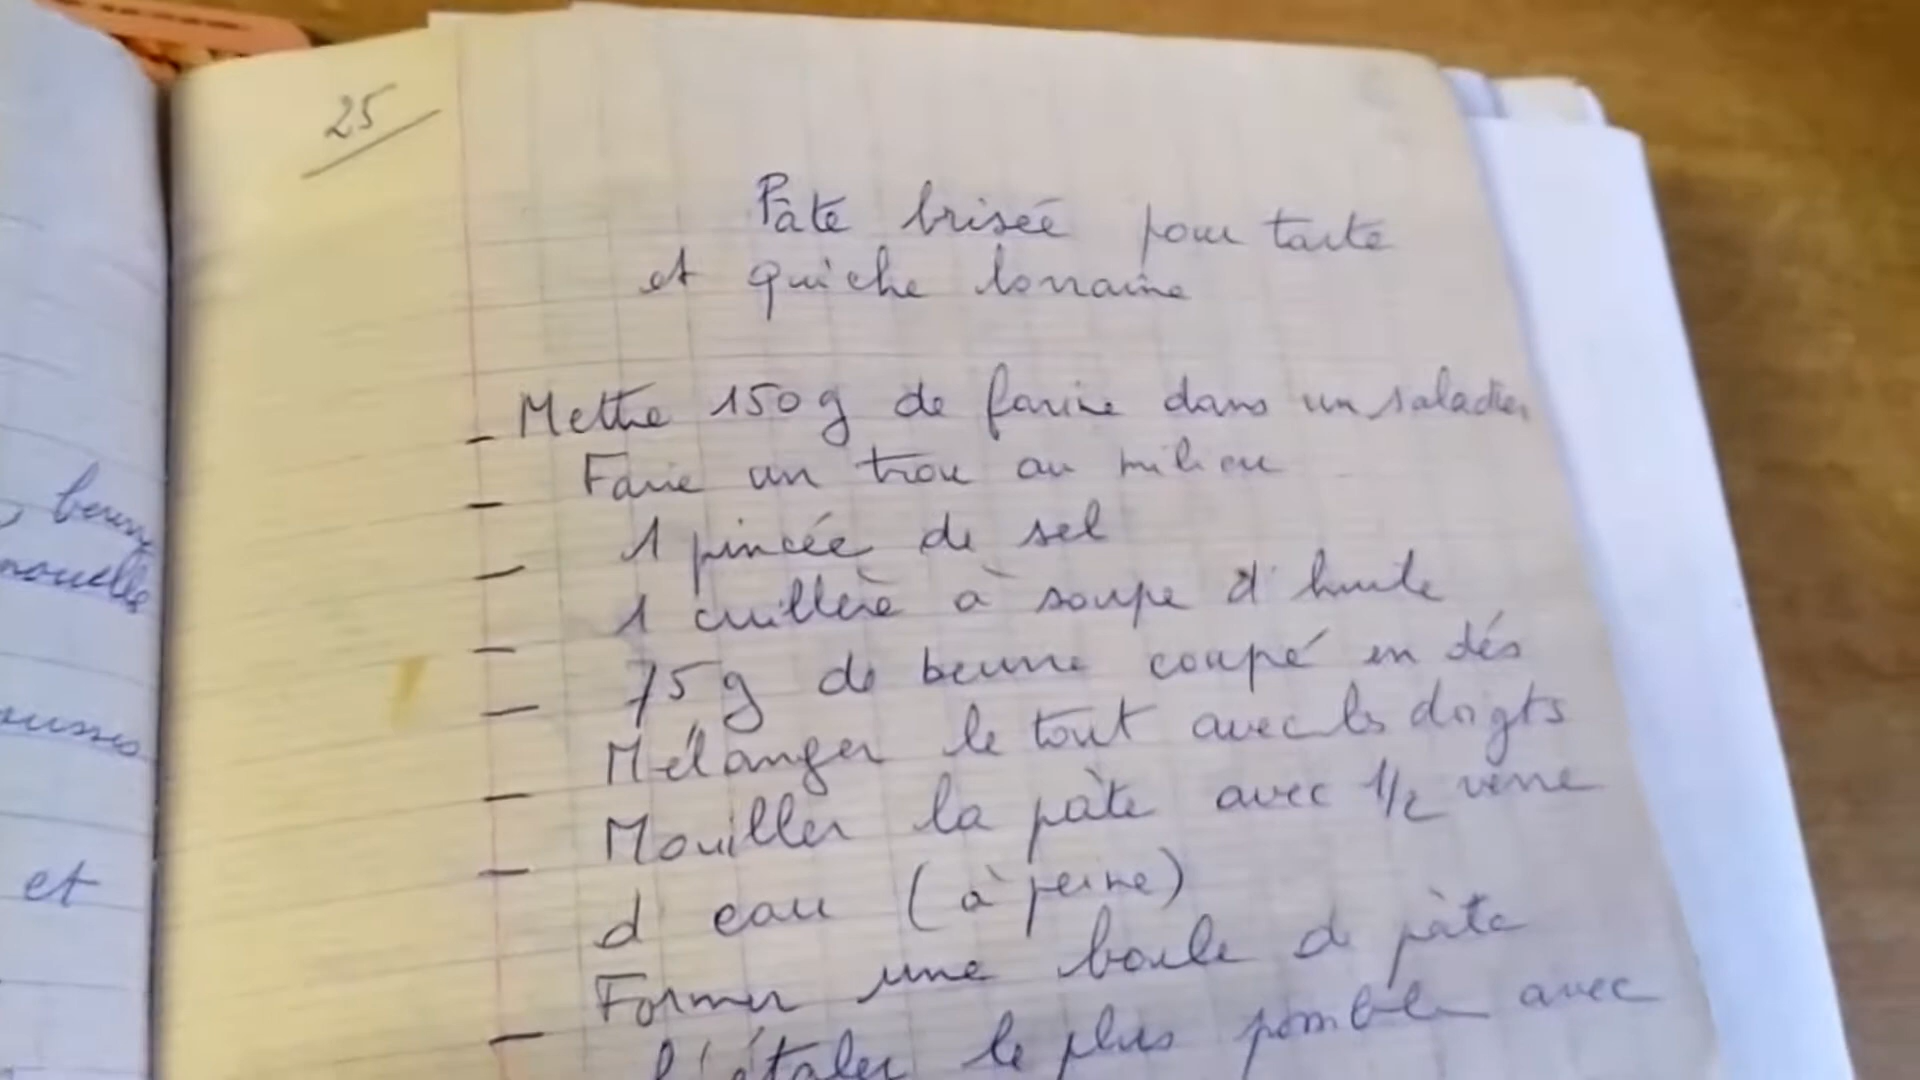 beurre
nouelle
et
25
Pate brisée pour tarte
et quiche lorraine
- Mettre 150g de farine dans un saladier
- Faire un trou au milieu
- 1 pincée de sel
- 1 cuillère à soupe d'huile
- 75g de beurre coupé en dés
- Mélanger le tout avec les doigts
- Mouiller la pâte avec 1/2 verre
d'eau (à peine)
- Former une boule de pâte
l'étaler le plus possible avec